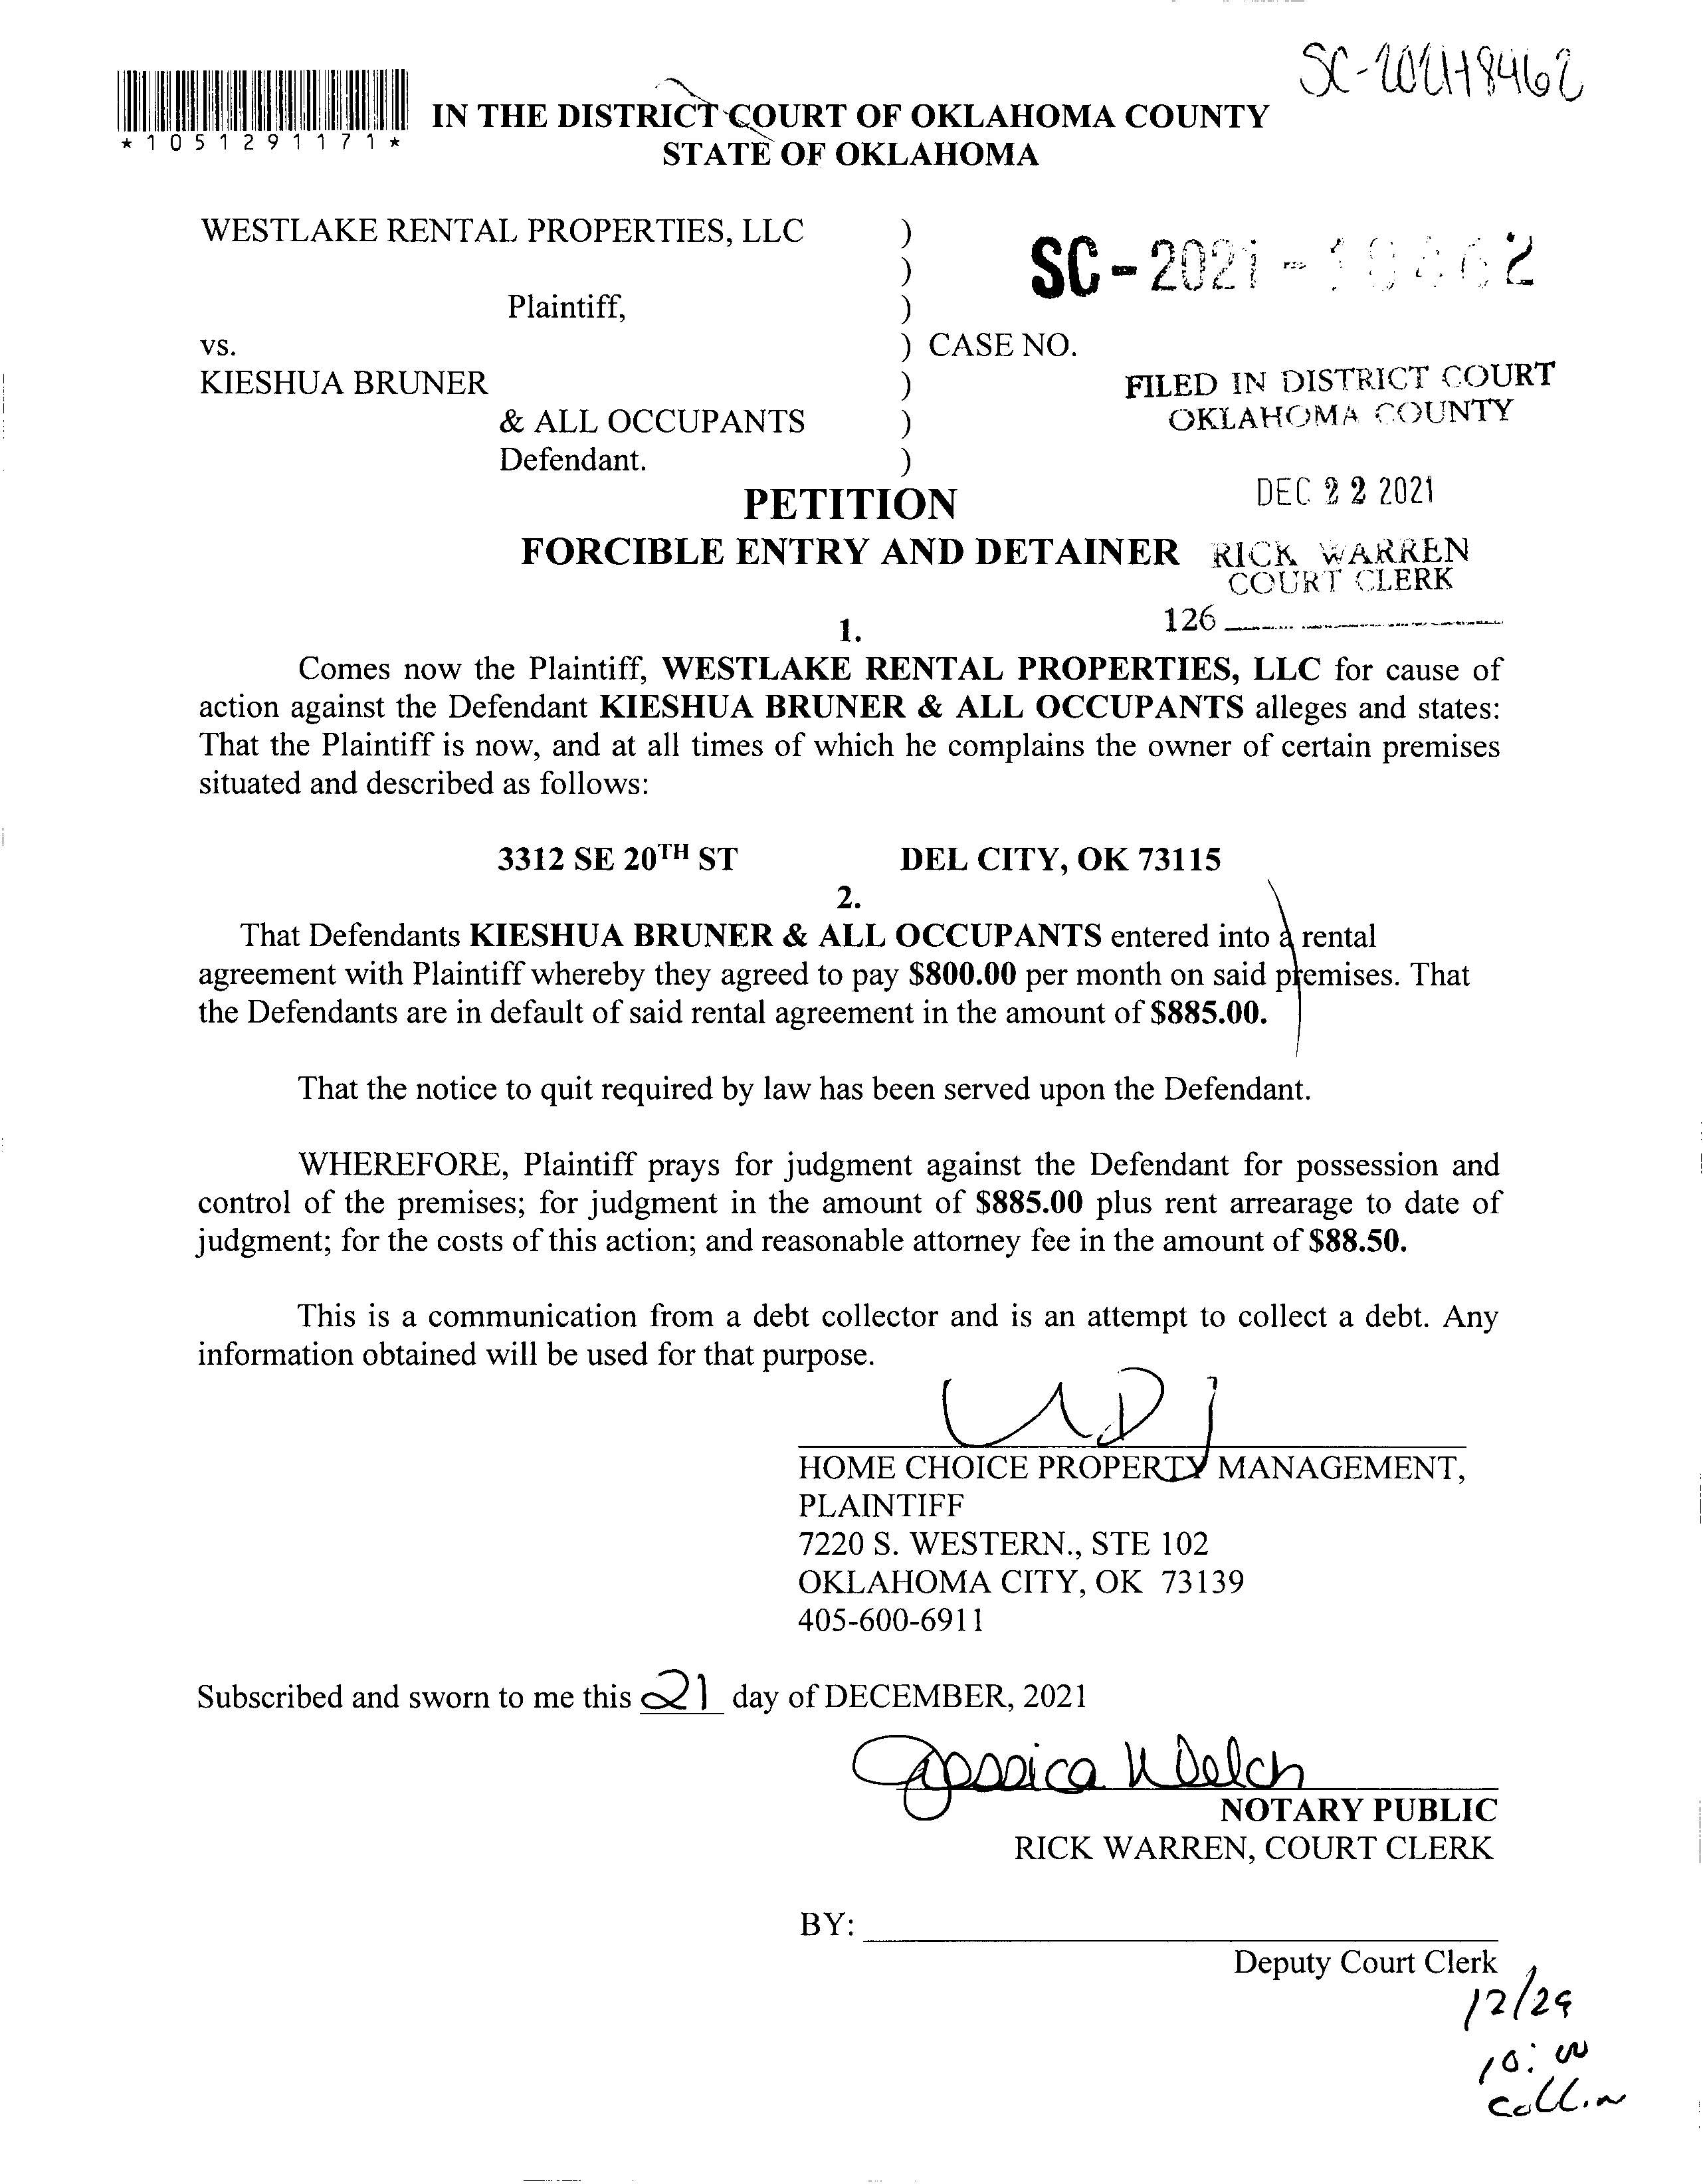 *1051291171*
IN THE DISTRICT COURT OF OKLAHOMA COUNTY
STATE OF OKLAHOMA
WESTLAKE RENTAL PROPERTIES, LLC )
)
SC-2021-
Plaintiff, )
vs. ) CASE NO.
KIESHUA BRUNER )
FILED IN DISTRICT COURT
OKLAHOMA COUNTY
& ALL OCCUPANTS )
Defendant. )
DEC 22 2021
PETITION
FORCIBLE ENTRY AND DETAINER
RICK WARREN
COURT CLERK
126
1.
Comes now the Plaintiff, WESTLAKE RENTAL PROPERTIES, LLC for cause of
action against the Defendant KIESHUA BRUNER & ALL OCCUPANTS alleges and states:
That the Plaintiff is now, and at all times of which he complains the owner of certain premises
situated and described as follows:
3312 SE 20TH ST DEL CITY, OK 73115
2.
That Defendants KIESHUA BRUNER & ALL OCCUPANTS entered into a rental
agreement with Plaintiff whereby they agreed to pay $800.00 per month on said premises. That
the Defendants are in default of said rental agreement in the amount of $885.00.
That the notice to quit required by law has been served upon the Defendant.
WHEREFORE, Plaintiff prays for judgment against the Defendant for possession and
control of the premises; for judgment in the amount of $885.00 plus rent arrearage to date of
judgment; for the costs of this action; and reasonable attorney fee in the amount of $88.50.
This is a communication from a debt collector and is an attempt to collect a debt. Any
information obtained will be used for that purpose.
HOME CHOICE PROPERTY MANAGEMENT,
PLAINTIFF
7220 S. WESTERN., STE 102
OKLAHOMA CITY, OK 73139
405-600-6911
Subscribed and sworn to me this 21 day of DECEMBER, 2021
Jessica Welch
NOTARY PUBLIC
RICK WARREN, COURT CLERK
BY:
Deputy Court Clerk
12/29
10:00
Collin